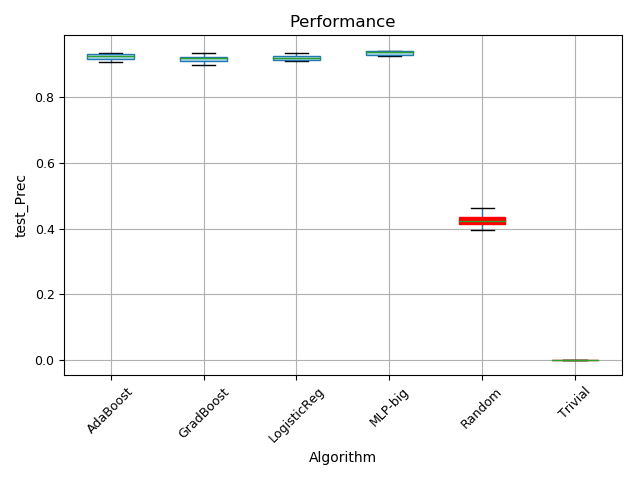 Performance
test_Prec
0.8
0.6
0.4
0.2
0.0
AdaBoost
GradBoost
LogisticReg
MLP-big
Random
Trivial
Algorithm